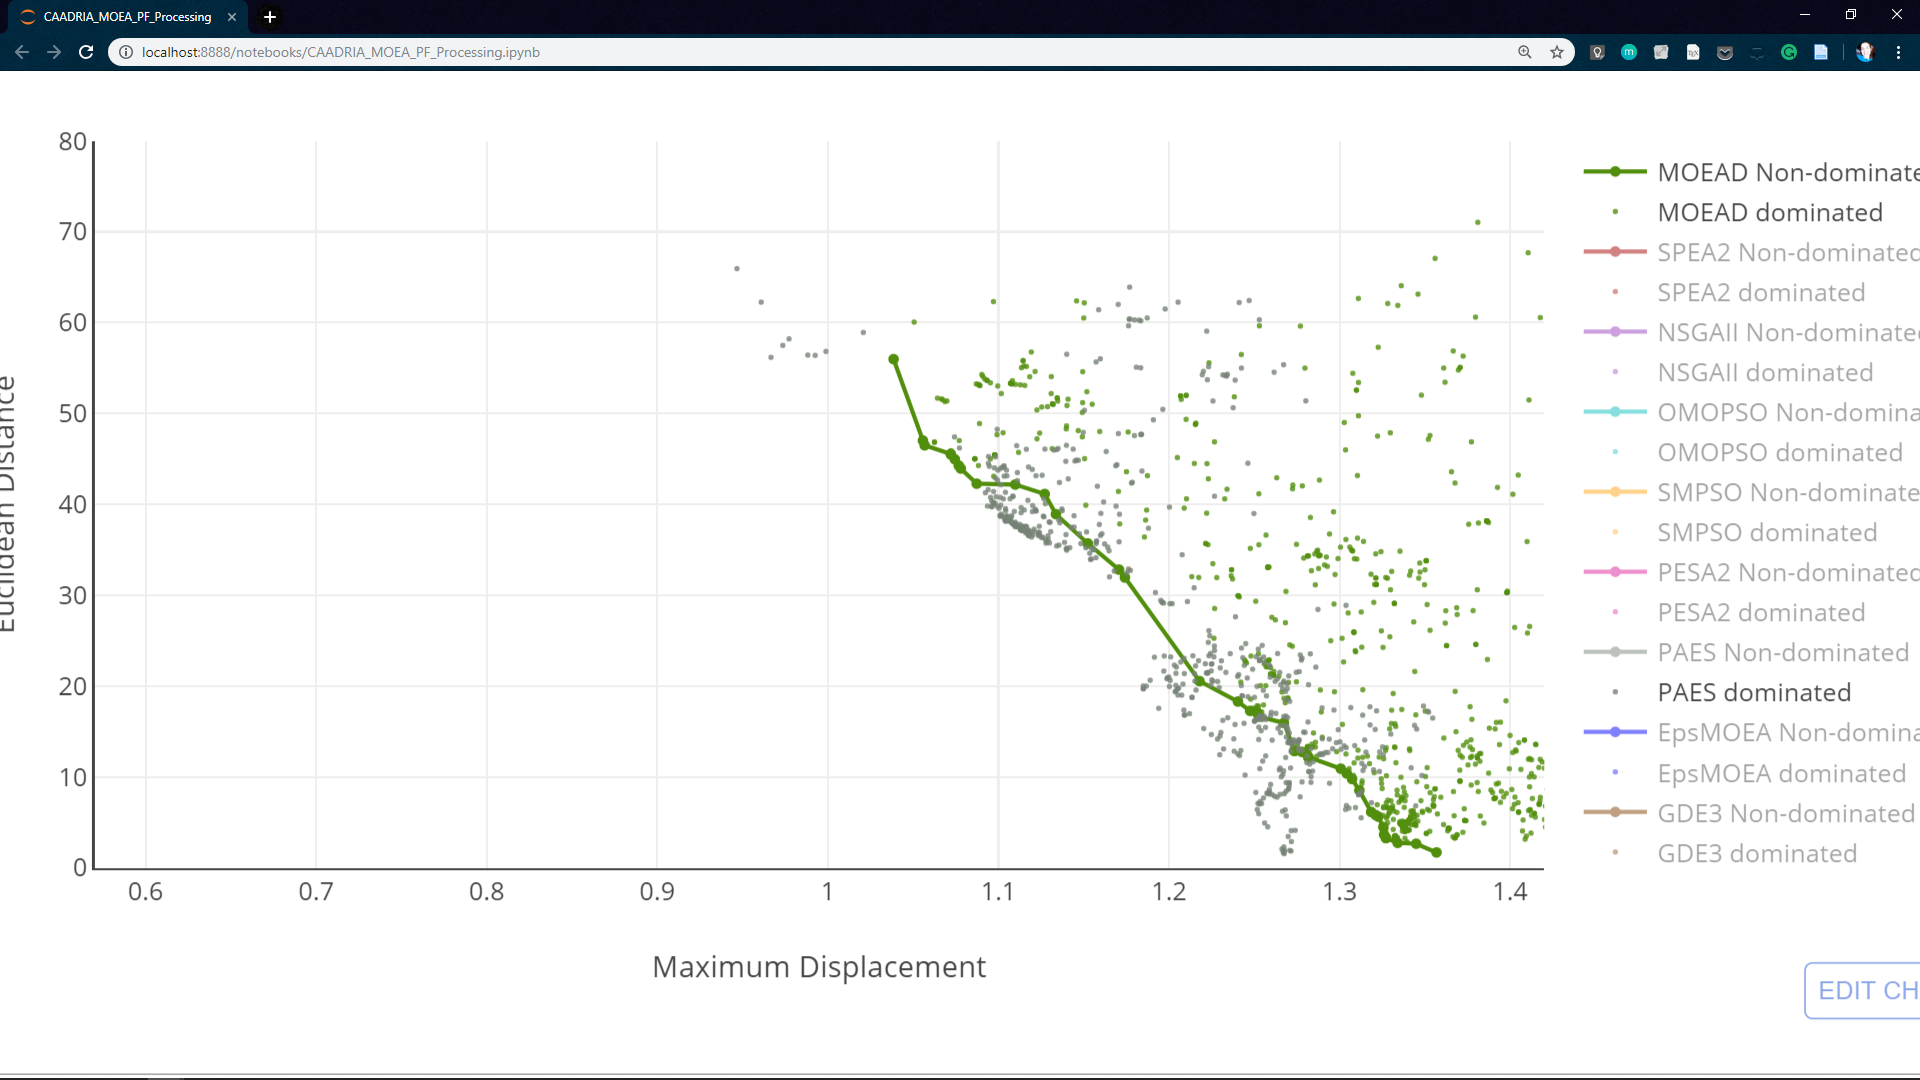 CAADRIA_MOEA_PF_Processing
localhost:8888/notebooks/CAADRIA_MOEA_PF_Processing.ipynb
80
70
60
50
40
30
20
10
0
Euclidean Distance
0.6 0.7 0.8 0.9 1 1.1 1.2 1.3 1.4
Maximum Displacement
MOEAD Non-dominate
MOEAD dominated
SPEA2 Non-dominated
SPEA2 dominated
NSGAII Non-dominated
NSGAII dominated
OMOPSO Non-domina
OMOPSO dominated
SMPSO Non-dominate
SMPSO dominated
PESA2 Non-dominated
PESA2 dominated
PAES Non-dominated
PAES dominated
EpsMOEA Non-domina
EpsMOEA dominated
GDE3 Non-dominated
GDE3 dominated
EDIT CH